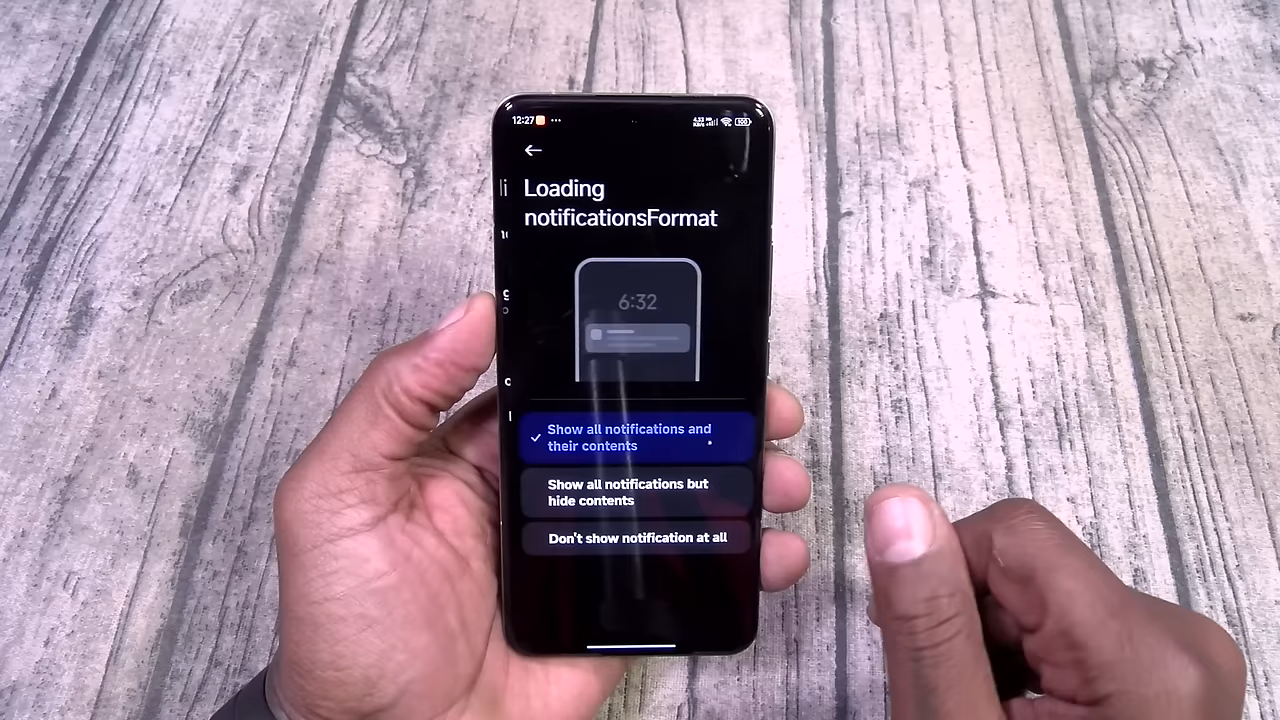 12:27
100
Loading
notificationsFormat
6:32
Show all notifications and
their contents
Show all notifications but
hide contents
Don't show notification at all